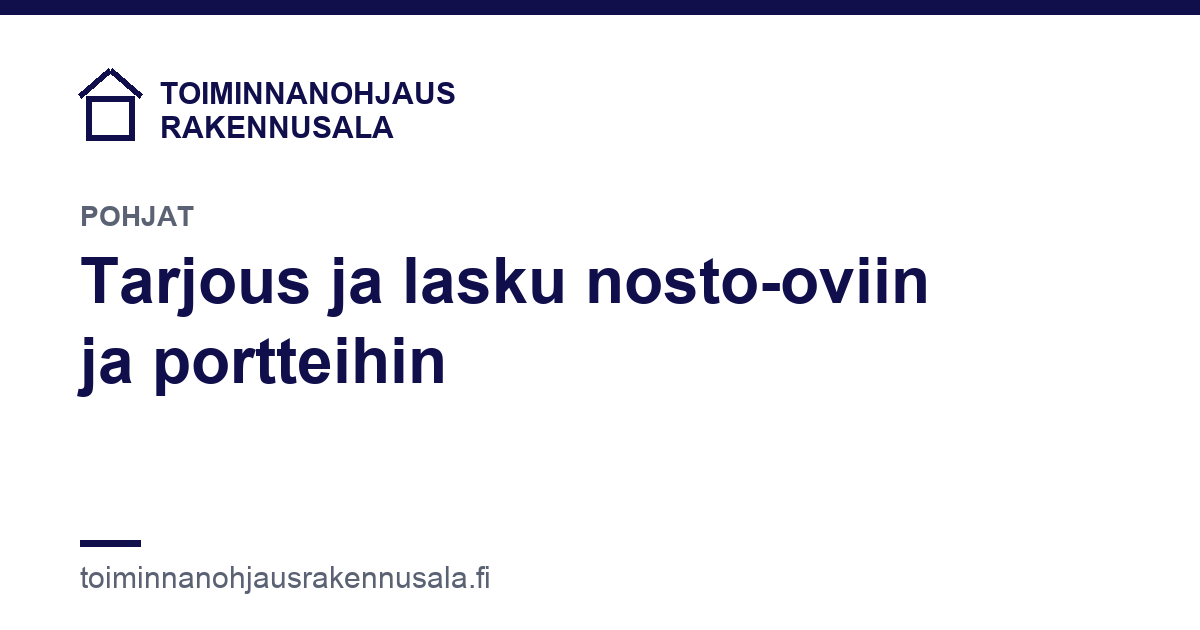 TOIMINNANOHJAUS
RAKENNUSALA
POHJAT
Tarjous ja lasku nosto-oviin
ja portteihin
toiminnanohjausrakennusala.fi